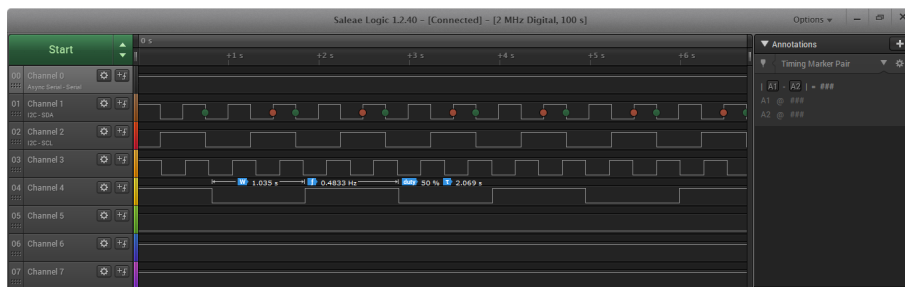 Saleae Logic 1.2.40 - [Connected] - [2 MHz Digital, 100 s]
Options
Start
0 s
+1 s +2 s +3 s +4 s +5 s +6 s
Annotations
Timing Marker Pair
| A1 - A2 | = ###
A1 @ ###
A2 @ ###
00 Channel 0
Async Serial - Serial
01 Channel 1
I2C - SDA
02 Channel 2
I2C - SCL
03 Channel 3
W 1.035 s f 0.4833 Hz duty 50 % T 2.069 s
04 Channel 4
05 Channel 5
06 Channel 6
07 Channel 7